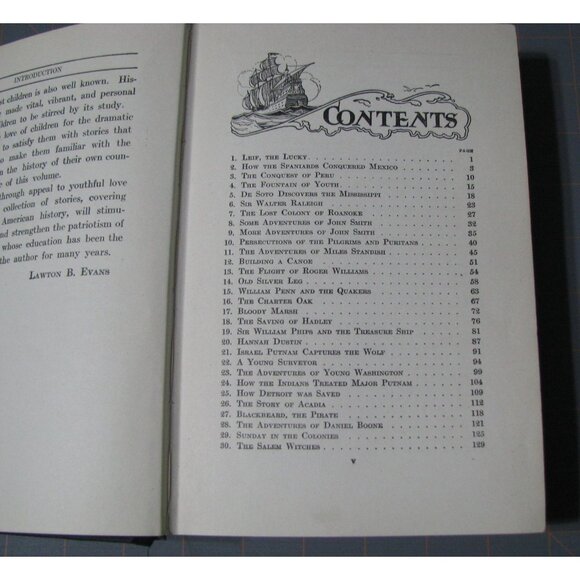 INTRODUCTION
st children is also well known. His-
made vital, vibrant, and personal
ldren to be stirred by its study.
love of children for the dramatic
to satisfy them with stories that
o make them familiar with the
n the history of their own coun-
e of this volume.
through appeal to youthful love
collection of stories, covering
American history, will stimu-
nd strengthen the patriotism of
whose education has been the
the author for many years.
LAWTON B. EVANS
CONTENTS
PAGE
1. LEIF, THE LUCKY . . . 1
2. HOW THE SPANIARDS CONQUERED MEXICO . . . 3
3. THE CONQUEST OF PERU . . . 10
4. THE FOUNTAIN OF YOUTH . . . 15
5. DE SOTO DISCOVERS THE MISSISSIPPI . . . 18
6. SIR WALTER RALEIGH . . . 23
7. THE LOST COLONY OF ROANOKE . . . 27
8. SOME ADVENTURES OF JOHN SMITH . . . 32
9. MORE ADVENTURES OF JOHN SMITH . . . 35
10. PERSECUTIONS OF THE PILGRIMS AND PURITANS . . . 40
11. THE ADVENTURES OF MILES STANDISH . . . 45
12. BUILDING A CANOE . . . 51
13. THE FLIGHT OF ROGER WILLIAMS . . . 54
14. OLD SILVER LEG . . . 58
15. WILLIAM PENN AND THE QUAKERS . . . 63
16. THE CHARTER OAK . . . 67
17. BLOODY MARSH . . . 72
18. THE SAVING OF HADLEY . . . 76
19. SIR WILLIAM PHIPS AND THE TREASURE SHIP . . . 81
20. HANNAH DUSTIN . . . 87
21. ISRAEL PUTNAM CAPTURES THE WOLF . . . 91
22. A YOUNG SURVEYOR . . . 94
23. THE ADVENTURES OF YOUNG WASHINGTON . . . 99
24. HOW THE INDIANS TREATED MAJOR PUTNAM . . . 104
25. HOW DETROIT WAS SAVED . . . 109
26. THE STORY OF ACADIA . . . 112
27. BLACKBEARD, THE PIRATE . . . 118
28. THE ADVENTURES OF DANIEL BOONE . . . 121
29. SUNDAY IN THE COLONIES . . . 125
30. THE SALEM WITCHES . . . 129
V